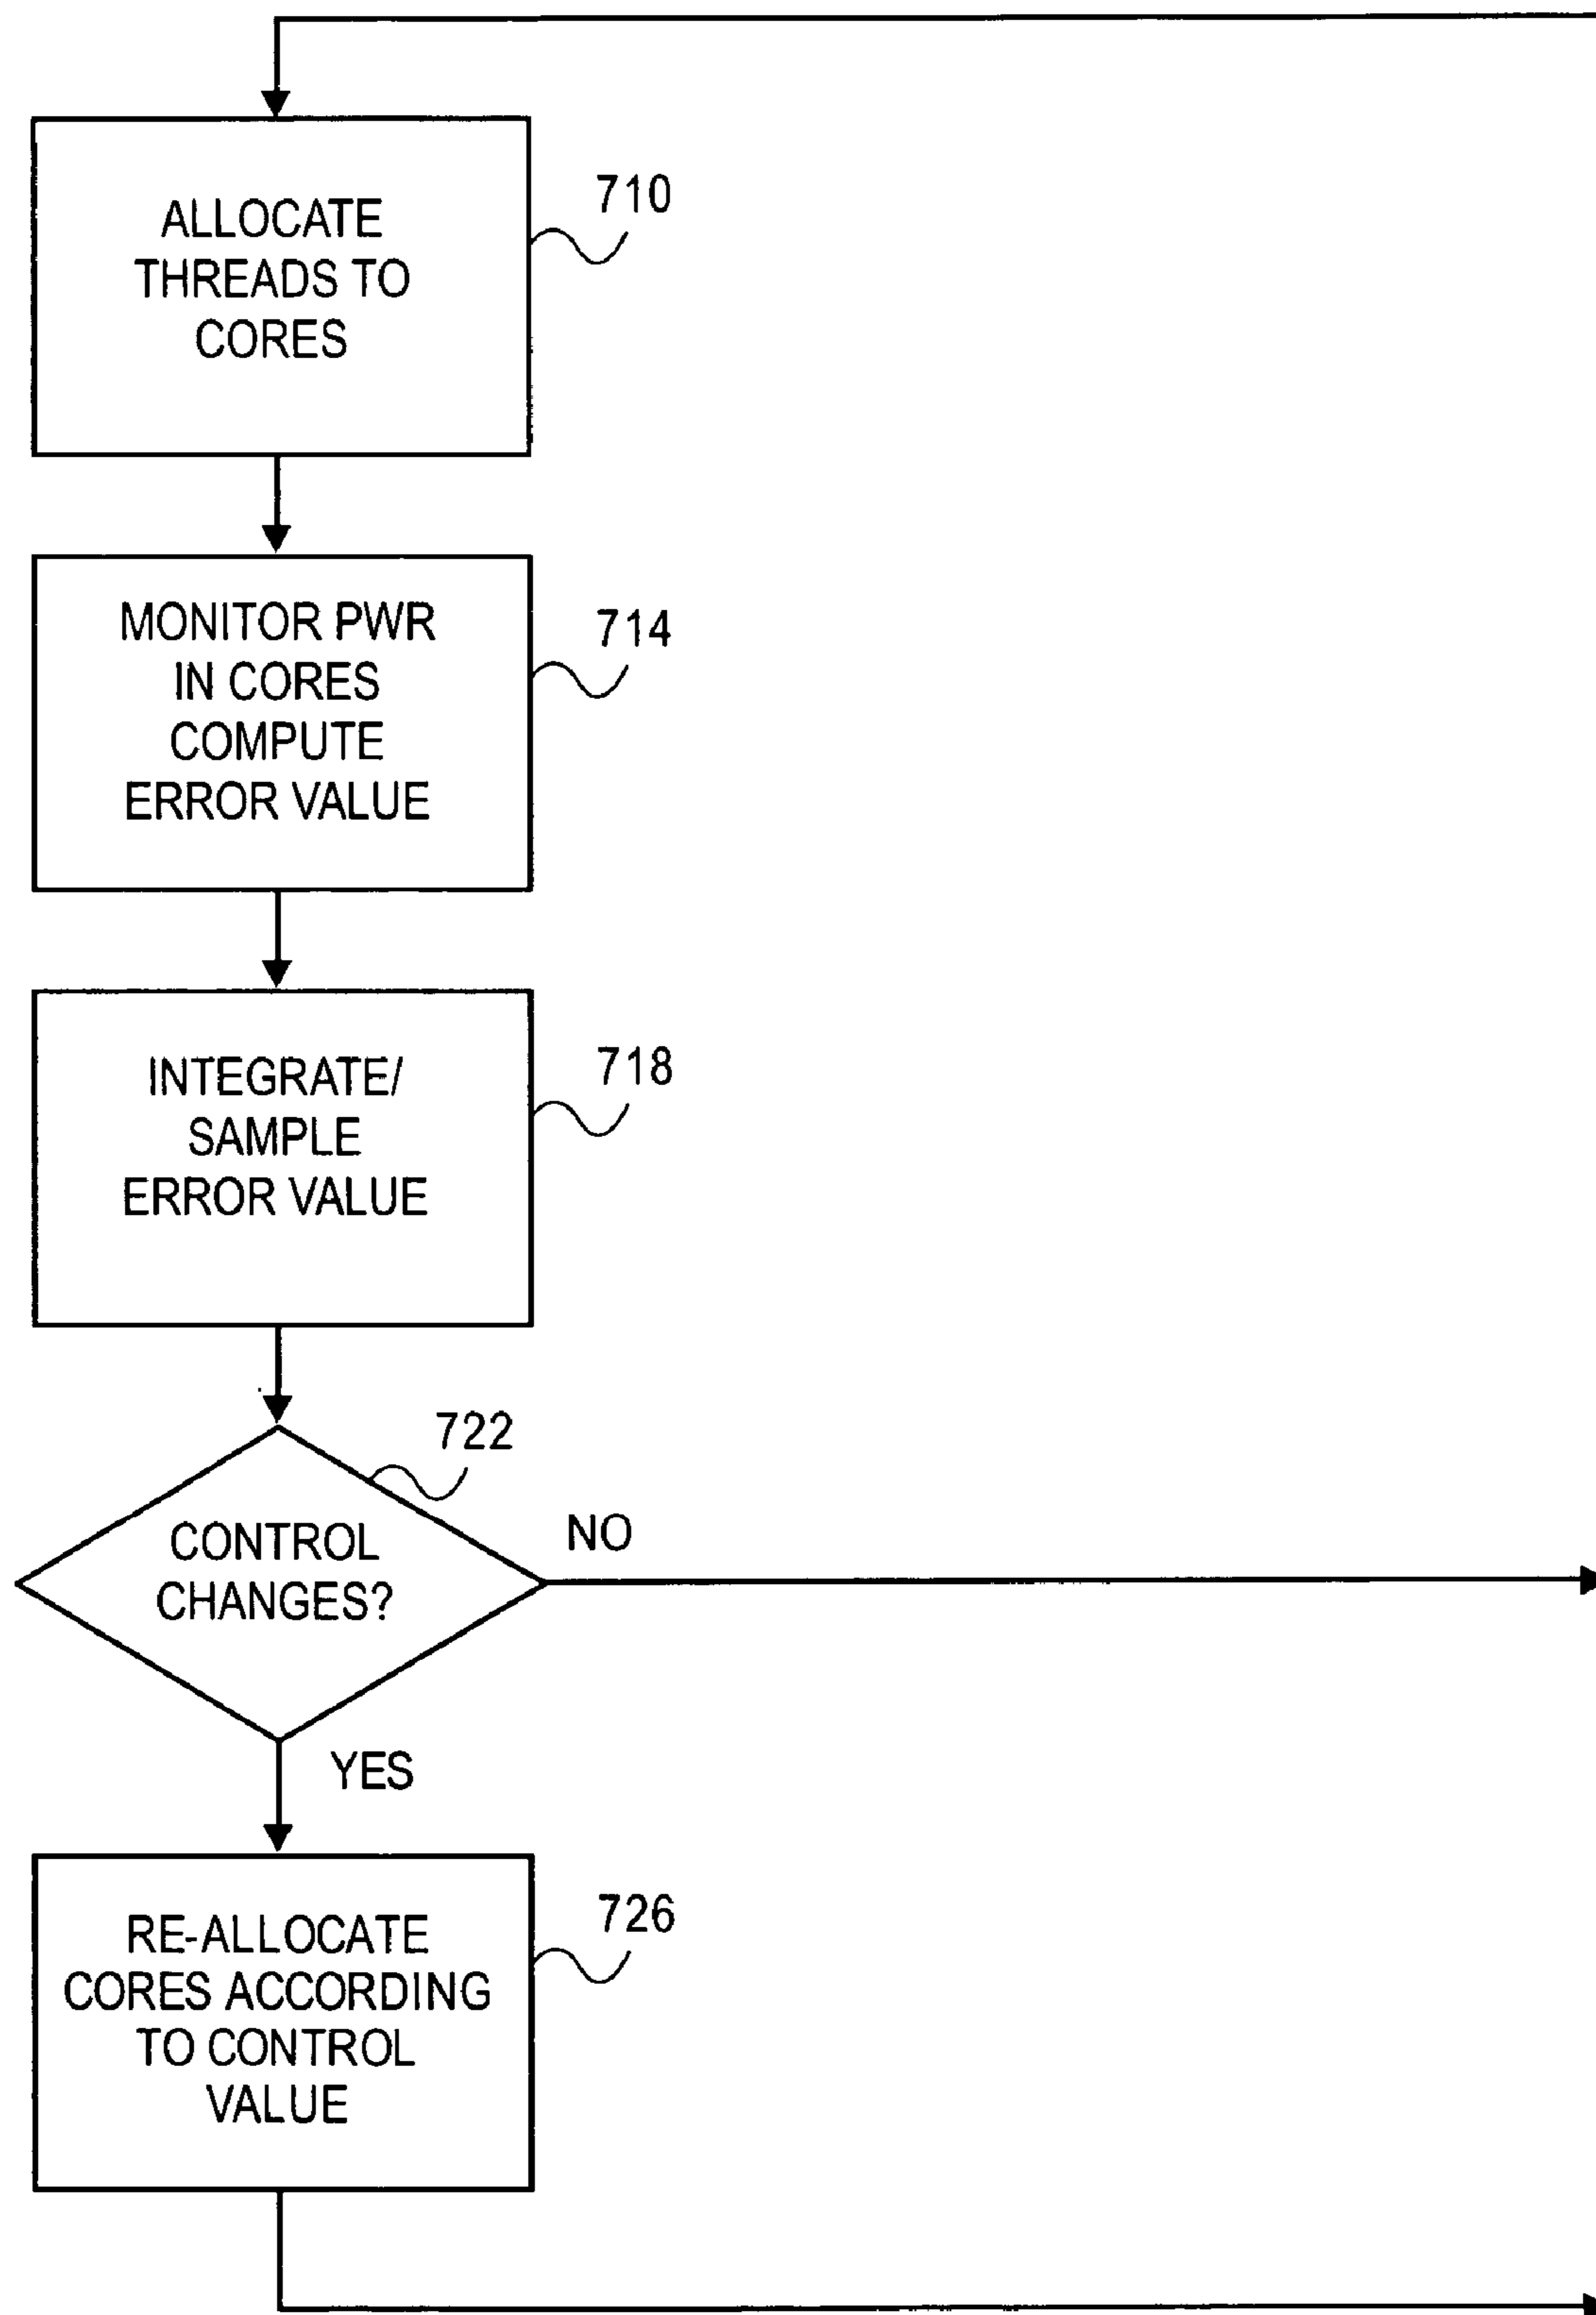 ALLOCATE
THREADS TO
CORES
710
MONITOR PWR
IN CORES
COMPUTE
ERROR VALUE
714
INTEGRATE/
SAMPLE
ERROR VALUE
718
722
CONTROL
CHANGES?
NO
YES
RE-ALLOCATE
CORES ACCORDING
TO CONTROL
VALUE
726